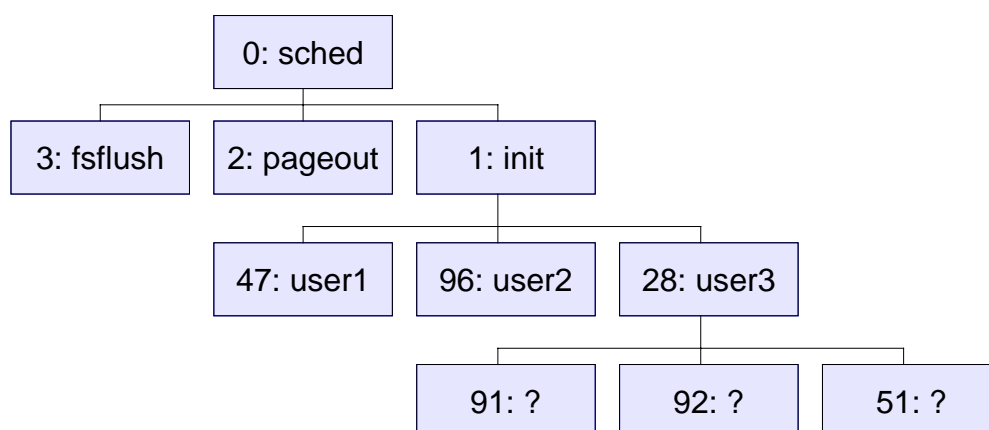 0: sched
3: fsflush
2: pageout
1: init
47: user1
96: user2
28: user3
91: ?
92: ?
51: ?